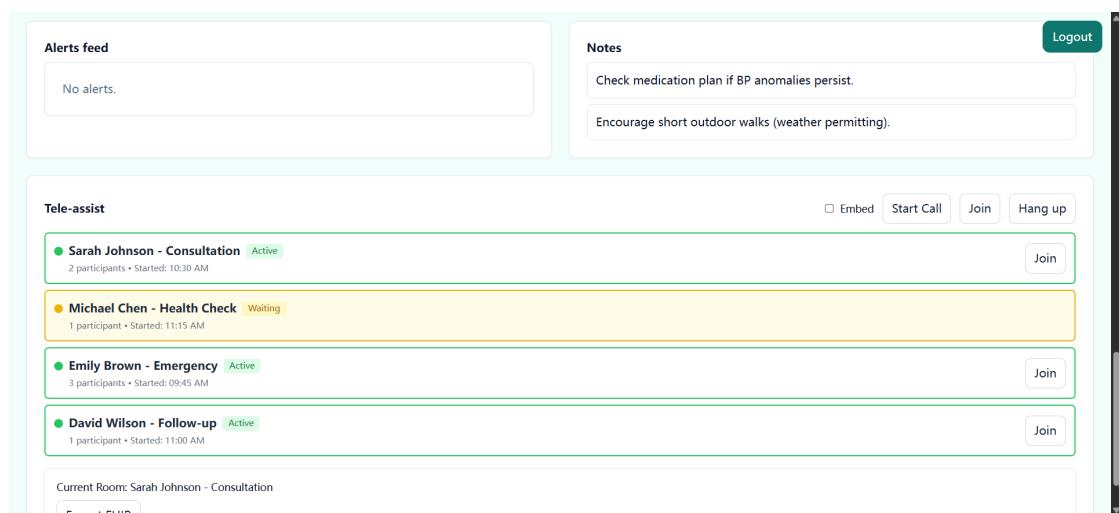 Logout
Alerts feed
No alerts.
Notes
Check medication plan if BP anomalies persist.
Encourage short outdoor walks (weather permitting).
Tele-assist
Embed
Start Call
Join
Hang up
Sarah Johnson - Consultation Active
2 participants • Started: 10:30 AM
Join
Michael Chen - Health Check Waiting
1 participant • Started: 11:15 AM
Emily Brown - Emergency Active
3 participants • Started: 09:45 AM
Join
David Wilson - Follow-up Active
1 participant • Started: 11:00 AM
Join
Current Room: Sarah Johnson - Consultation